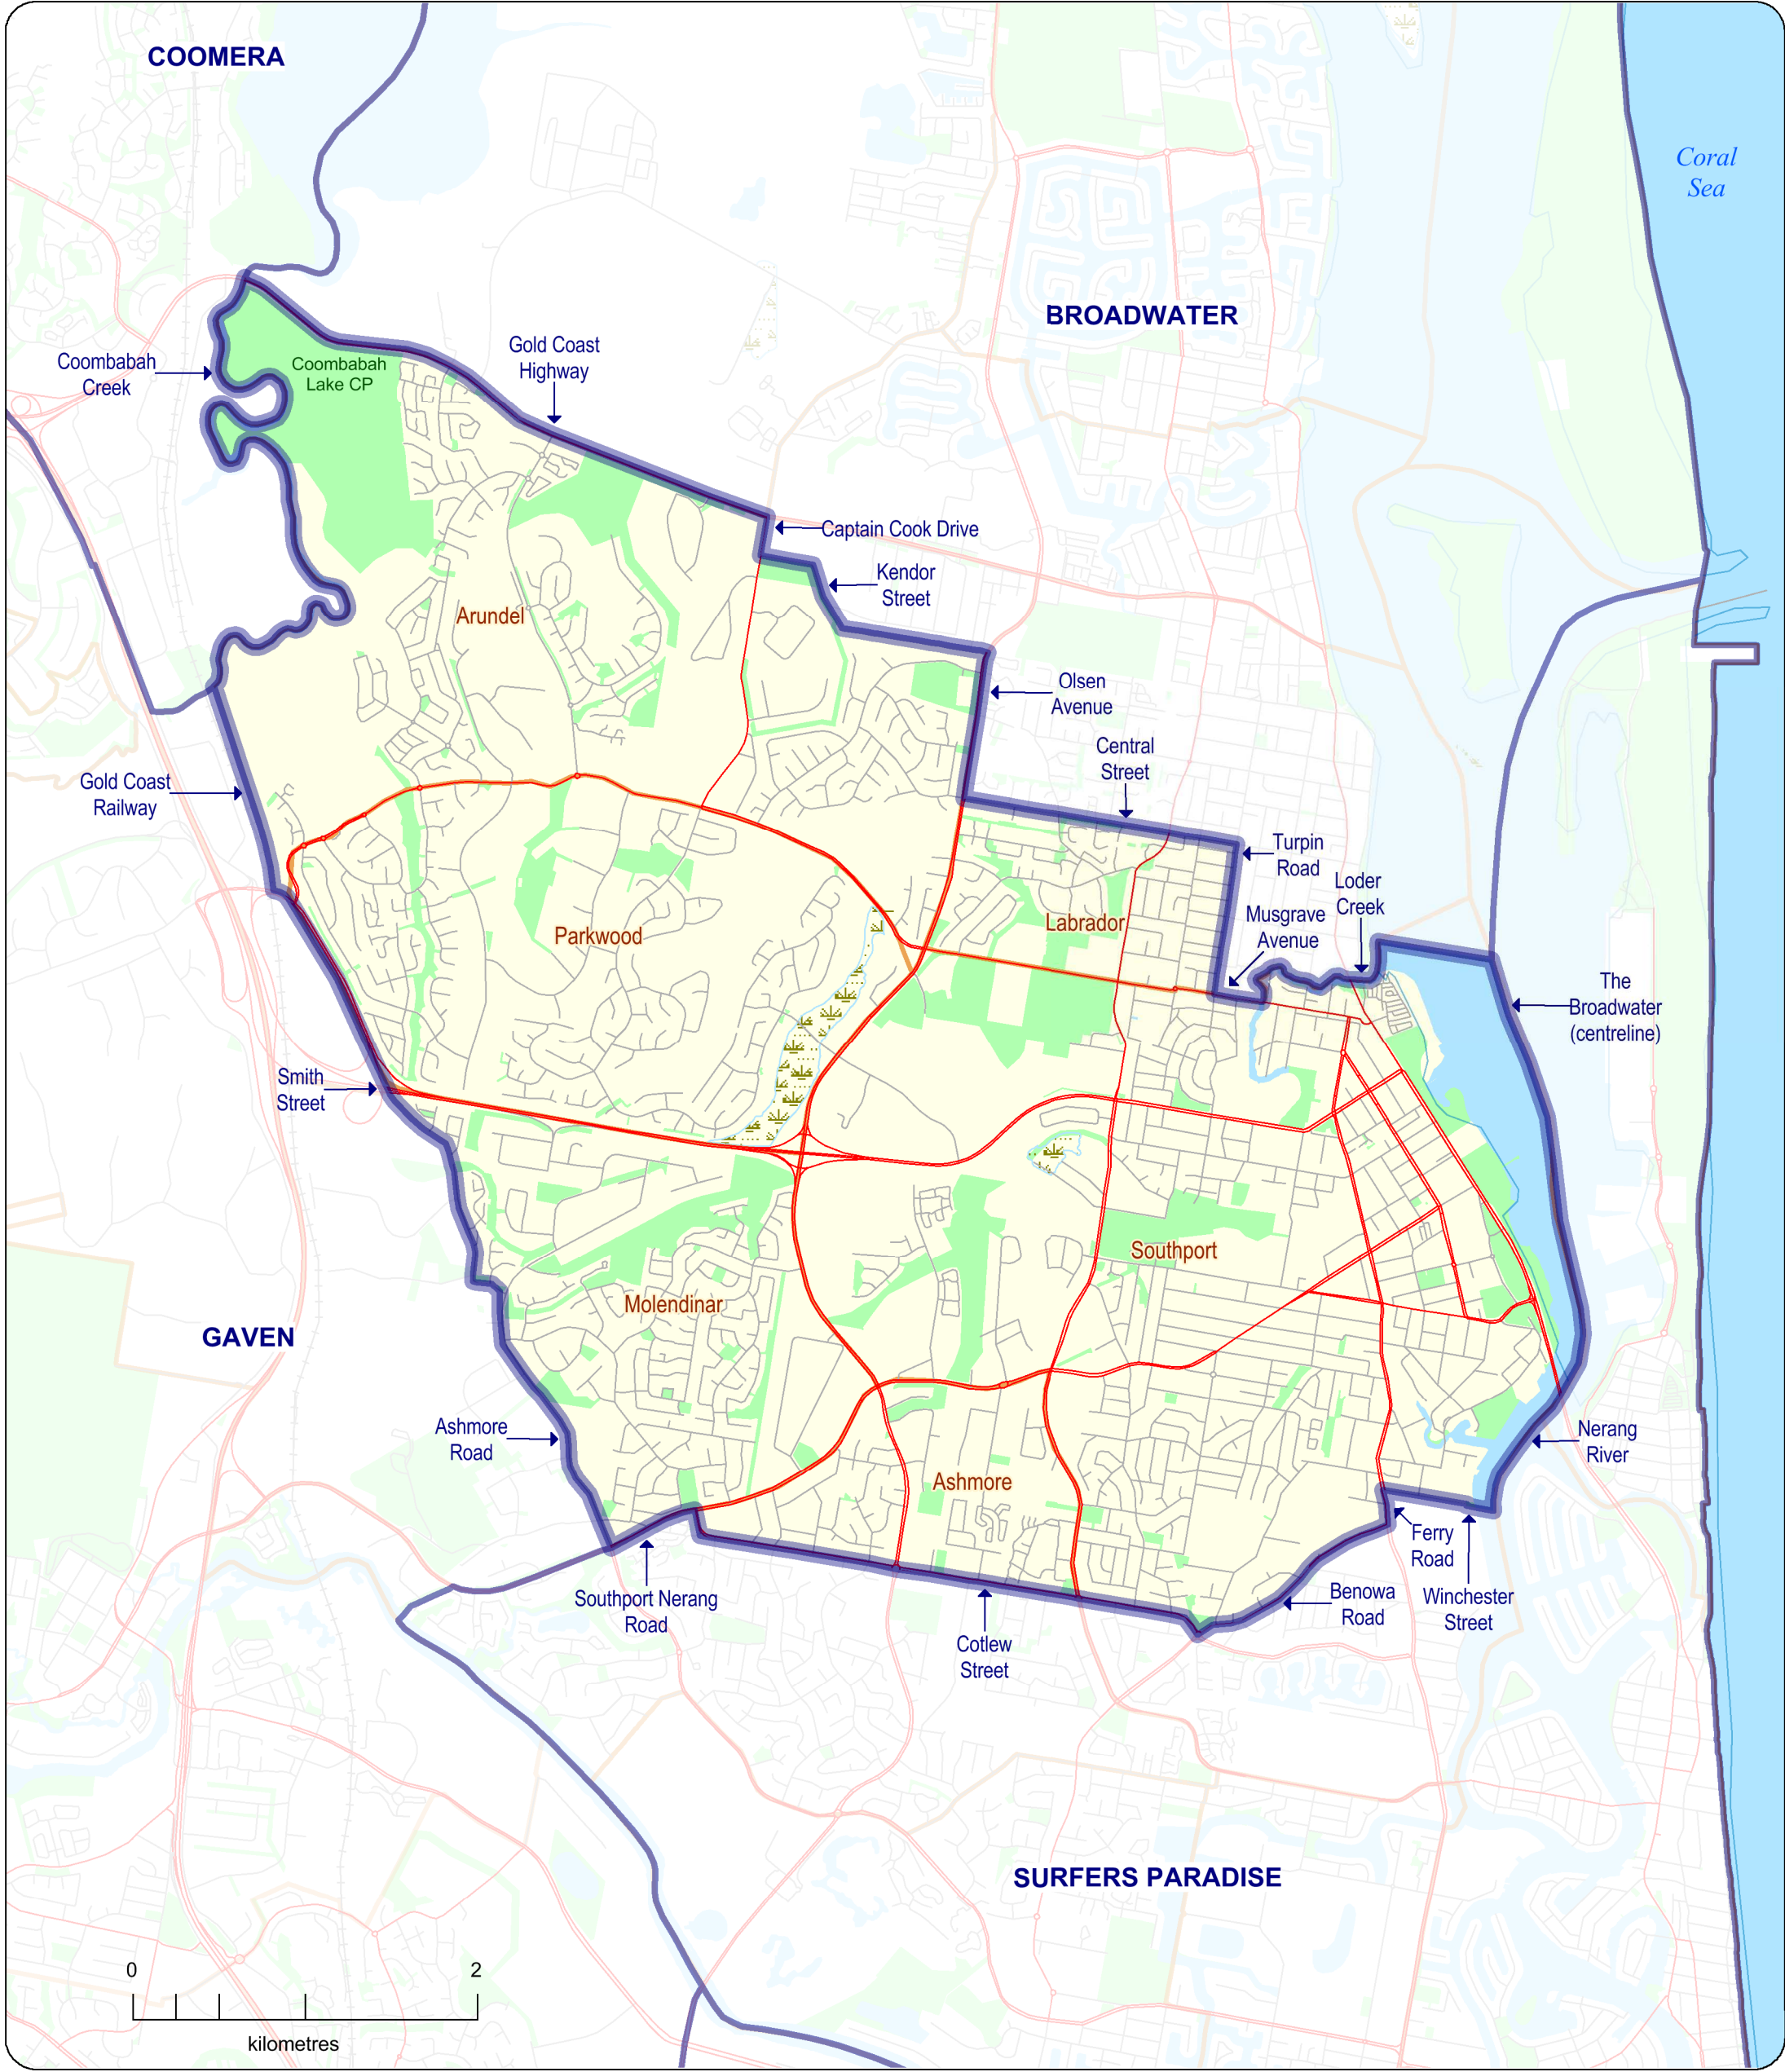 COOMERA
Coral
Sea
BROADWATER
Gold Coast
Highway
Coombabah
Creek
Coombabah
Lake CP
Captain Cook Drive
Kendor
Street
Arundel
Olsen
Avenue
Central
Street
Gold Coast
Railway
Turpin
Road
Loder
Creek
Musgrave
Avenue
Labrador
Parkwood
The
Broadwater
(centreline)
Smith
Street
Southport
Molendinar
GAVEN
Ashmore
Road
Nerang
River
Ashmore
Ferry
Road
Southport Nerang
Road
Benowa
Road
Winchester
Street
Cotlew
Street
SURFERS PARADISE
0 2
kilometres